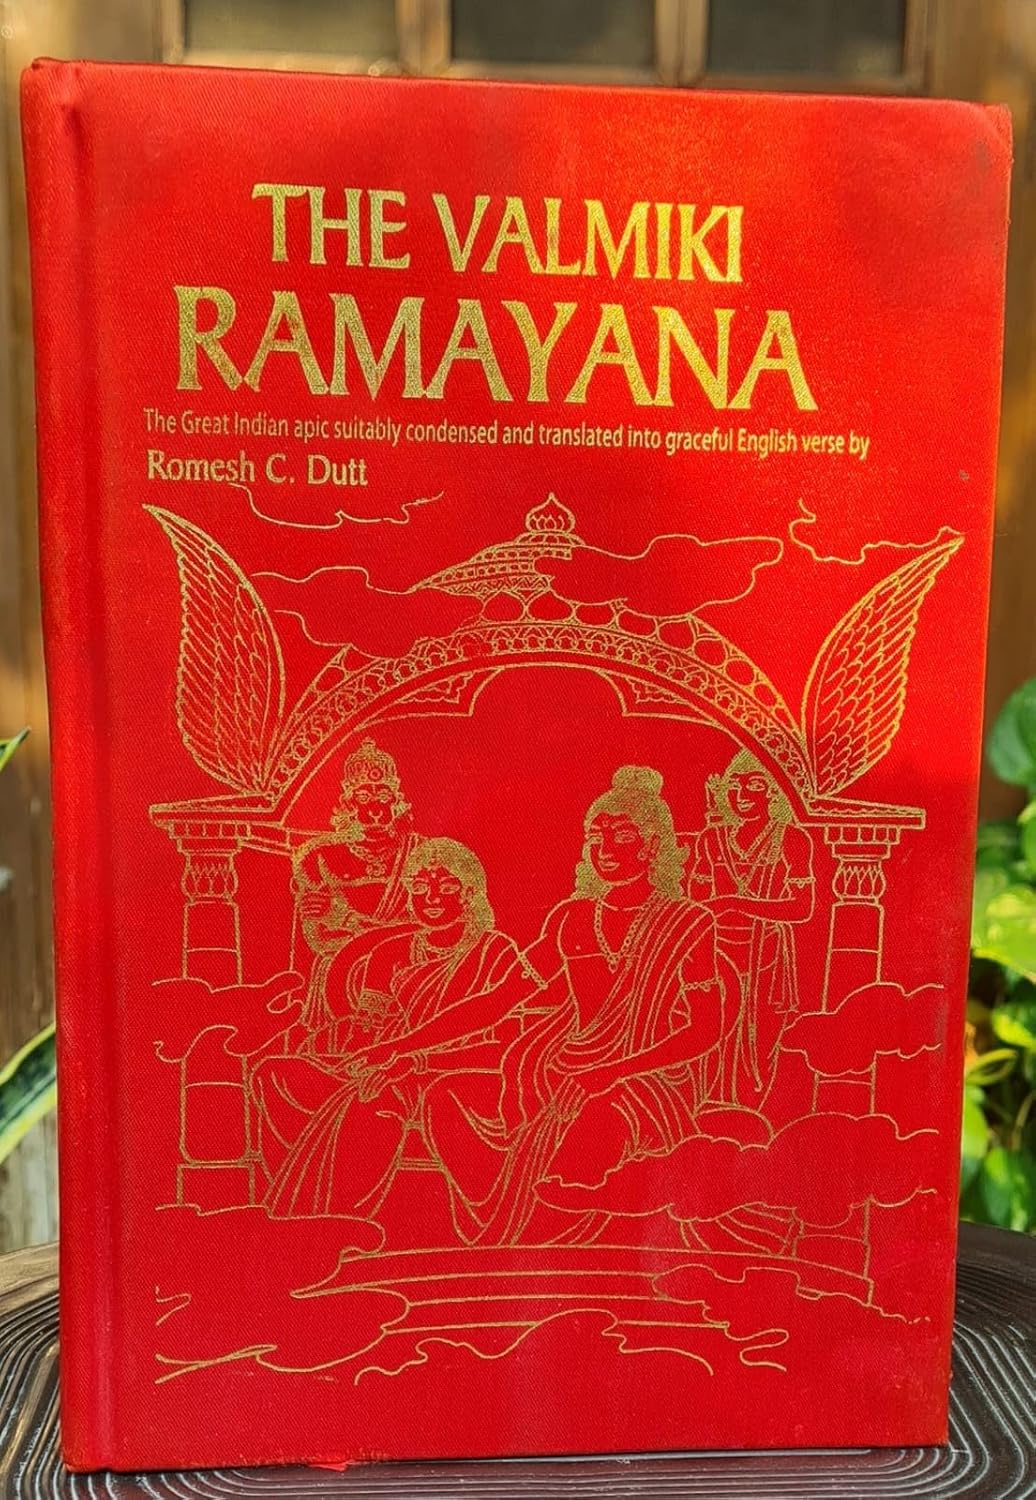 THE VALMIKI
RAMAYANA
The Great Indian apic suitably condensed and translated into graceful English verse by
Romesh C. Dutt